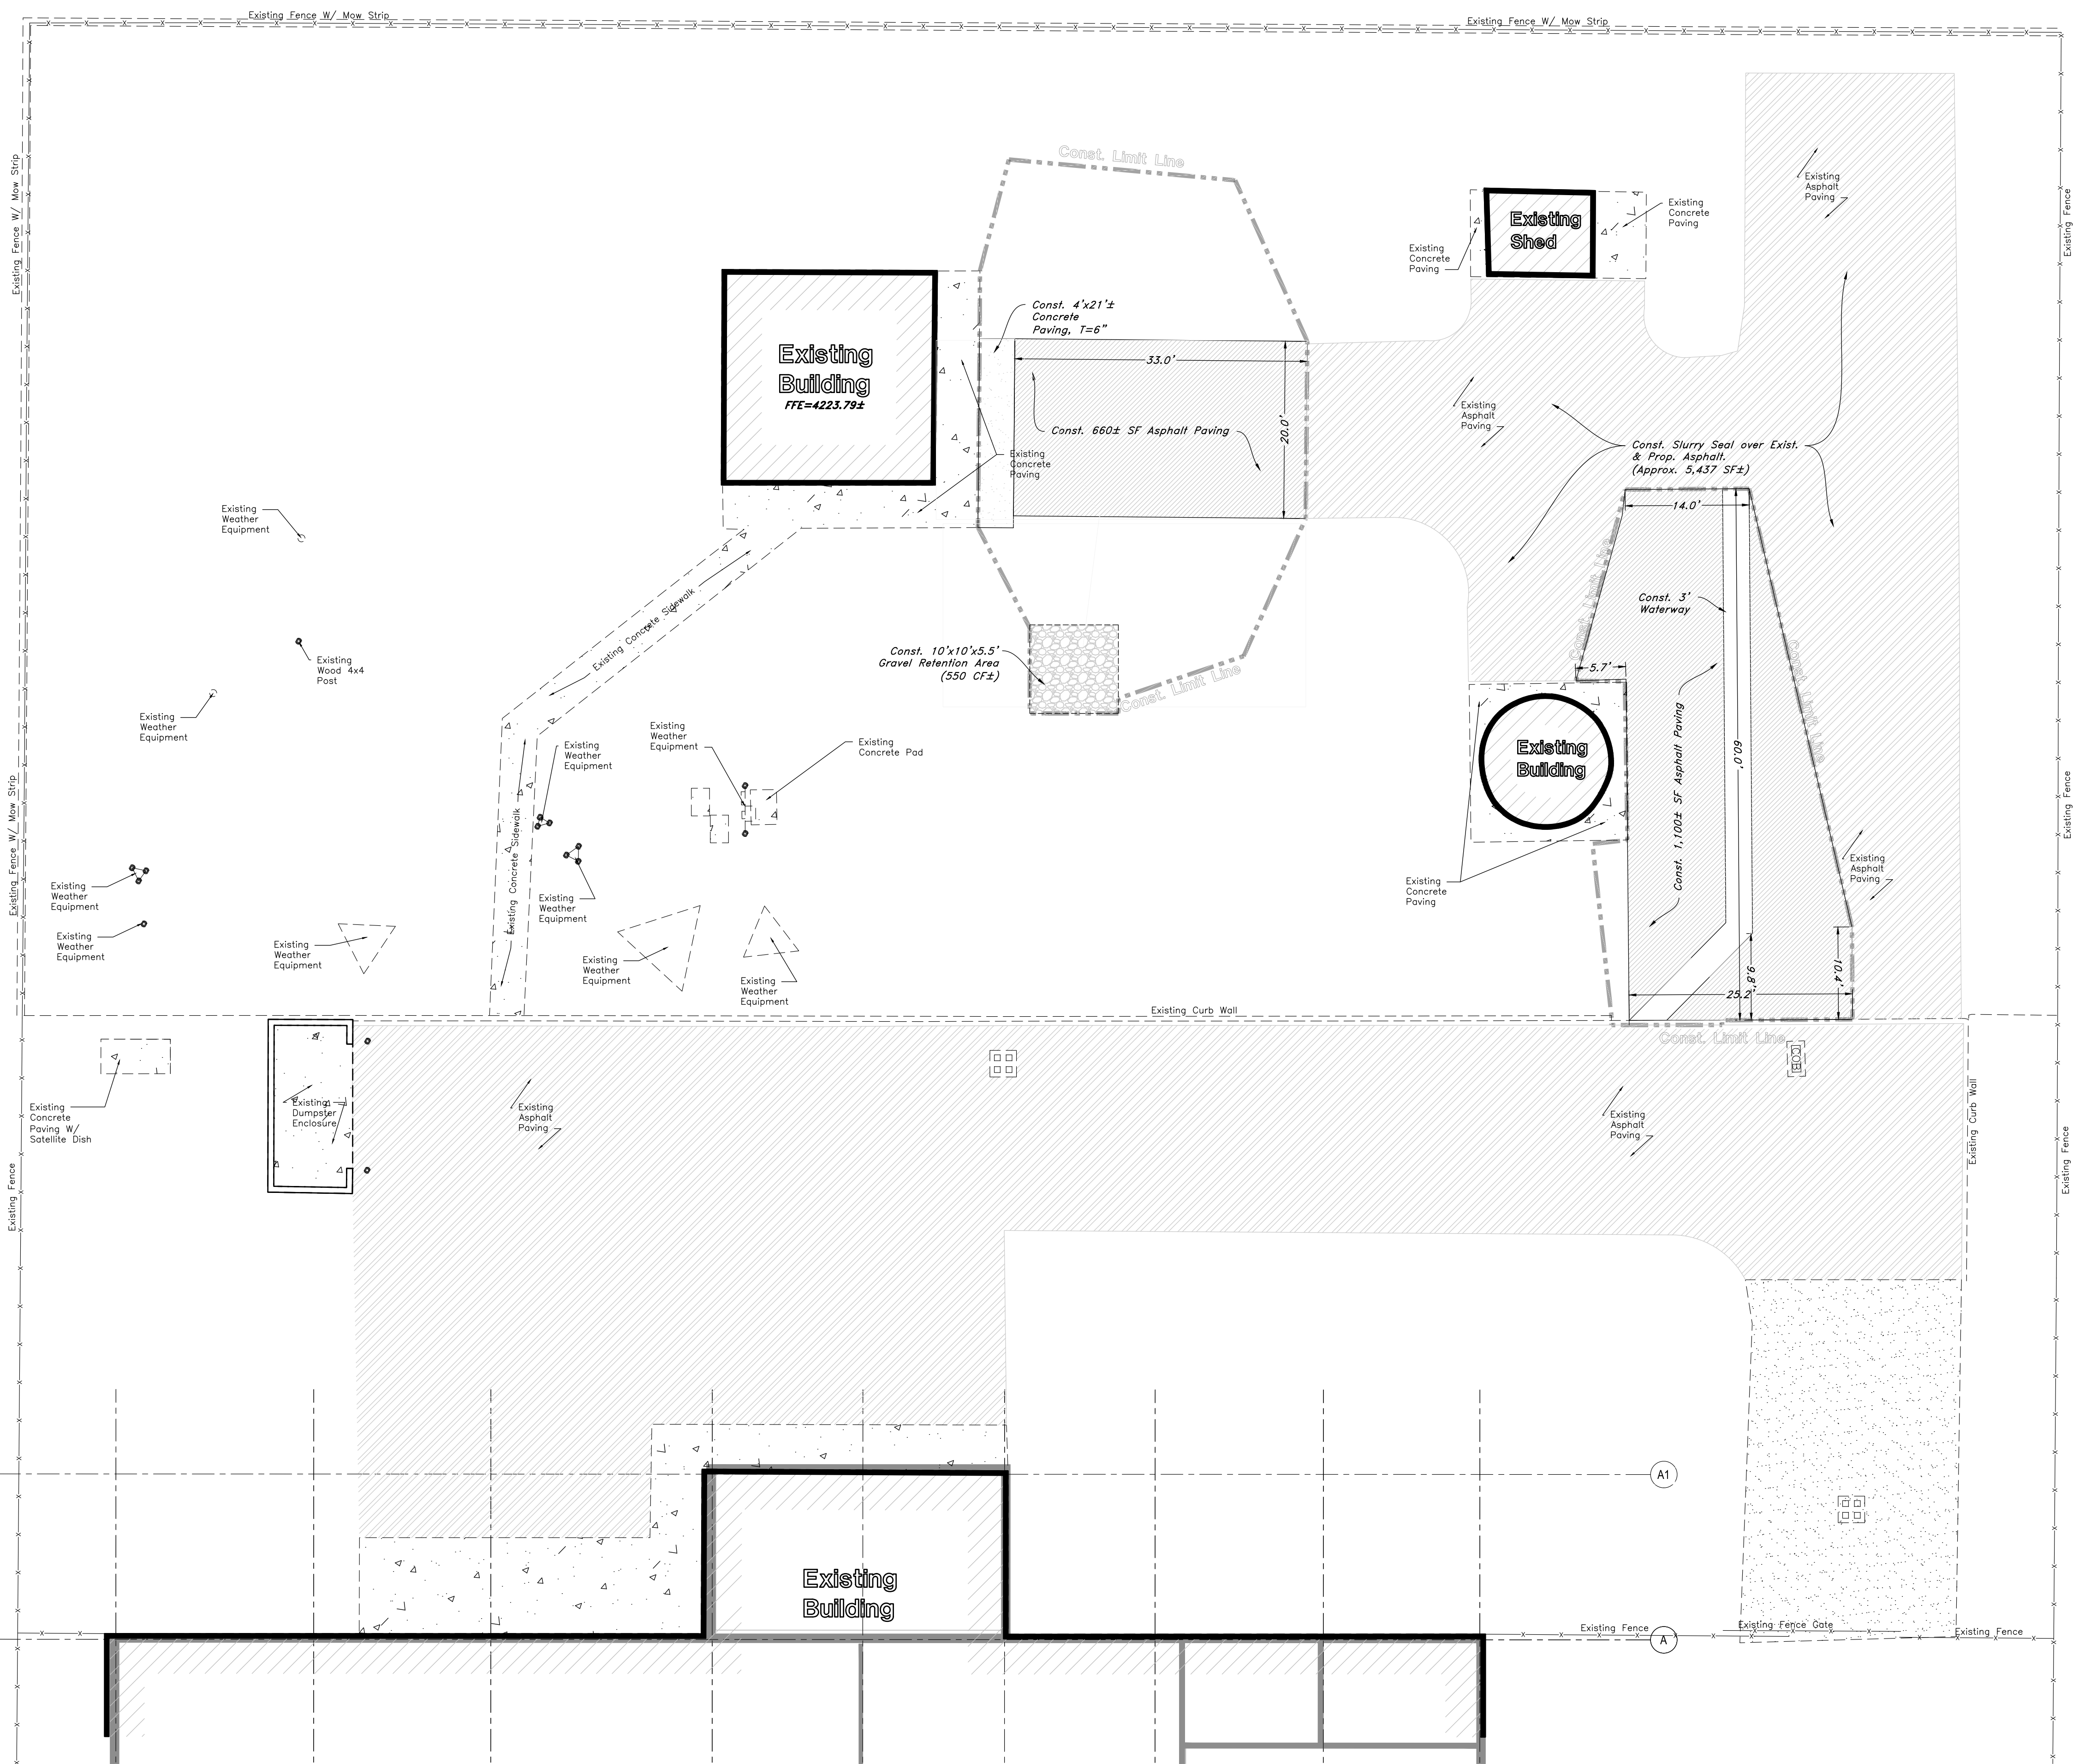 Existing Fence W/ Mow Strip
Existing Fence W/ Mow Strip
Existing Fence W/ Mow Strip
Existing Fence
Const. Limit Line
Existing
Asphalt
Paving
Existing
Shed
Existing
Concrete
Paving
Existing
Concrete
Paving
Existing
Building
FFE=4223.79±
Const. 4'x21'±
Concrete
Paving, T=6"
33.0'
20.0'
Const. 660± SF Asphalt Paving
Existing
Concrete
Paving
Existing
Asphalt
Paving
Const. Slurry Seal over Exist.
& Prop. Asphalt.
(Approx. 5,437 SF±)
14.0'
Const. Limit Line
Const. 3'
Waterway
Const. Limit Line
5.7'
60.0'
Const. 1,100± SF Asphalt Paving
Existing
Weather
Equipment
Existing Concrete Sidewalk
Existing
Wood 4x4
Post
Const. 10'x10'x5.5'
Gravel Retention Area
(550 CF±)
Const. Limit Line
Existing
Weather
Equipment
Existing
Weather
Equipment
Existing
Weather
Equipment
Existing
Concrete Pad
Existing
Building
Existing Fence W/ Mow Strip
Existing Fence
Existing Concrete Sidewalk
Existing
Weather
Equipment
Existing
Weather
Equipment
Existing
Concrete
Paving
Existing
Asphalt
Paving
Existing
Weather
Equipment
Existing
Weather
Equipment
Existing
Weather
Equipment
Existing
Weather
Equipment
9.8'
10.4'
25.2'
Existing Curb Wall
Const. Limit Line
COB
Existing
Concrete
Paving W/
Satellite Dish
Existing
Dumpster
Enclosure
Existing
Asphalt
Paving
Existing
Asphalt
Paving
Existing Curb Wall
Existing Fence
Existing Fence
A1
Existing
Building
Existing Fence
A
Existing Fence Gate
Existing Fence